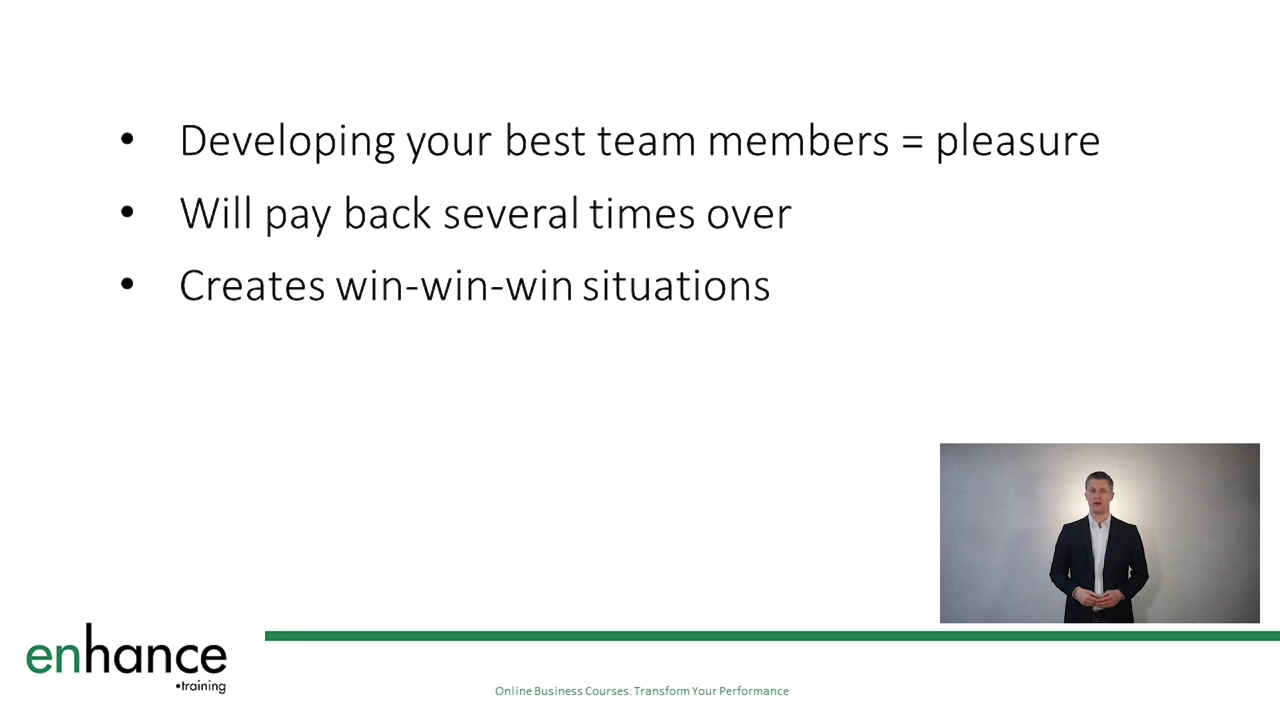 • Developing your best team members = pleasure
• Will pay back several times over
• Creates win-win-win situations
enhance
•training
Online Business Courses. Transform Your Performance